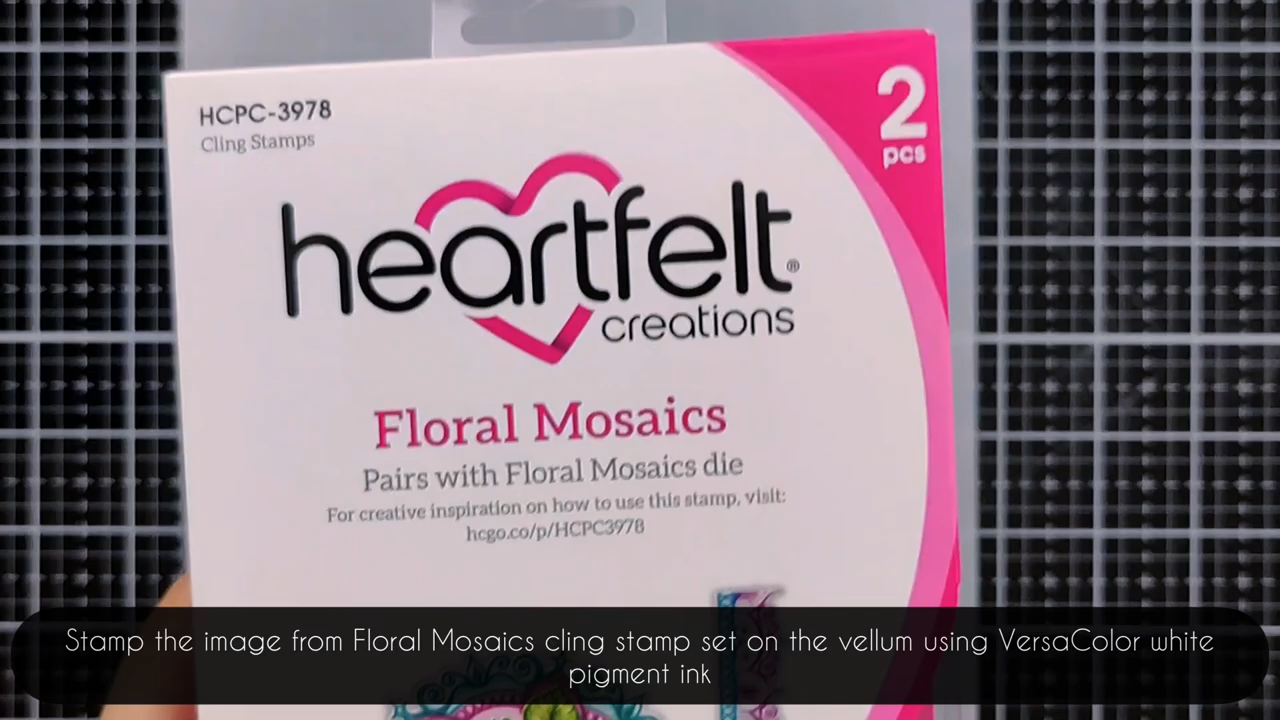 HCPC-3978
Cling Stamps
2
pcs
heartfelt®
creations
Floral Mosaics
Pairs with Floral Mosaics die
For creative inspiration on how to use this stamp, visit:
hcgo.co/p/HCPC3978
Stamp the image from Floral Mosaics cling stamp set on the vellum using VersaColor white
pigment ink